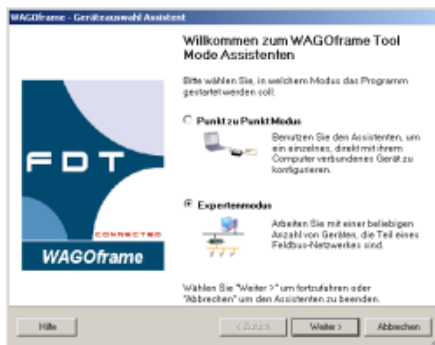 WAGOframe - Geräteauswahl Assistent
Willkommen zum WAGOframe Tool
Mode Assistenten
Bitte wählen Sie, in welchem Modus das Programm
gestartet werden soll:
Punkt zu Punkt Modus
Benutzen Sie den Assistenten, um
ein einzelnes, direkt mit ihrem
Computer verbundenes Gerät zu
konfigurieren.
FDT
CONNECTED
WAGOframe
Expertenmodus
Arbeiten Sie mit einer beliebigen
Anzahl von Geräten, die Teil eines
Feldbus-Netzwerkes sind.
Wählen Sie "Weiter >" um fortzufahren oder
"Abbrechen" um den Assistenten zu beenden.
Hilfe
< Zurück
Weiter >
Abbrechen